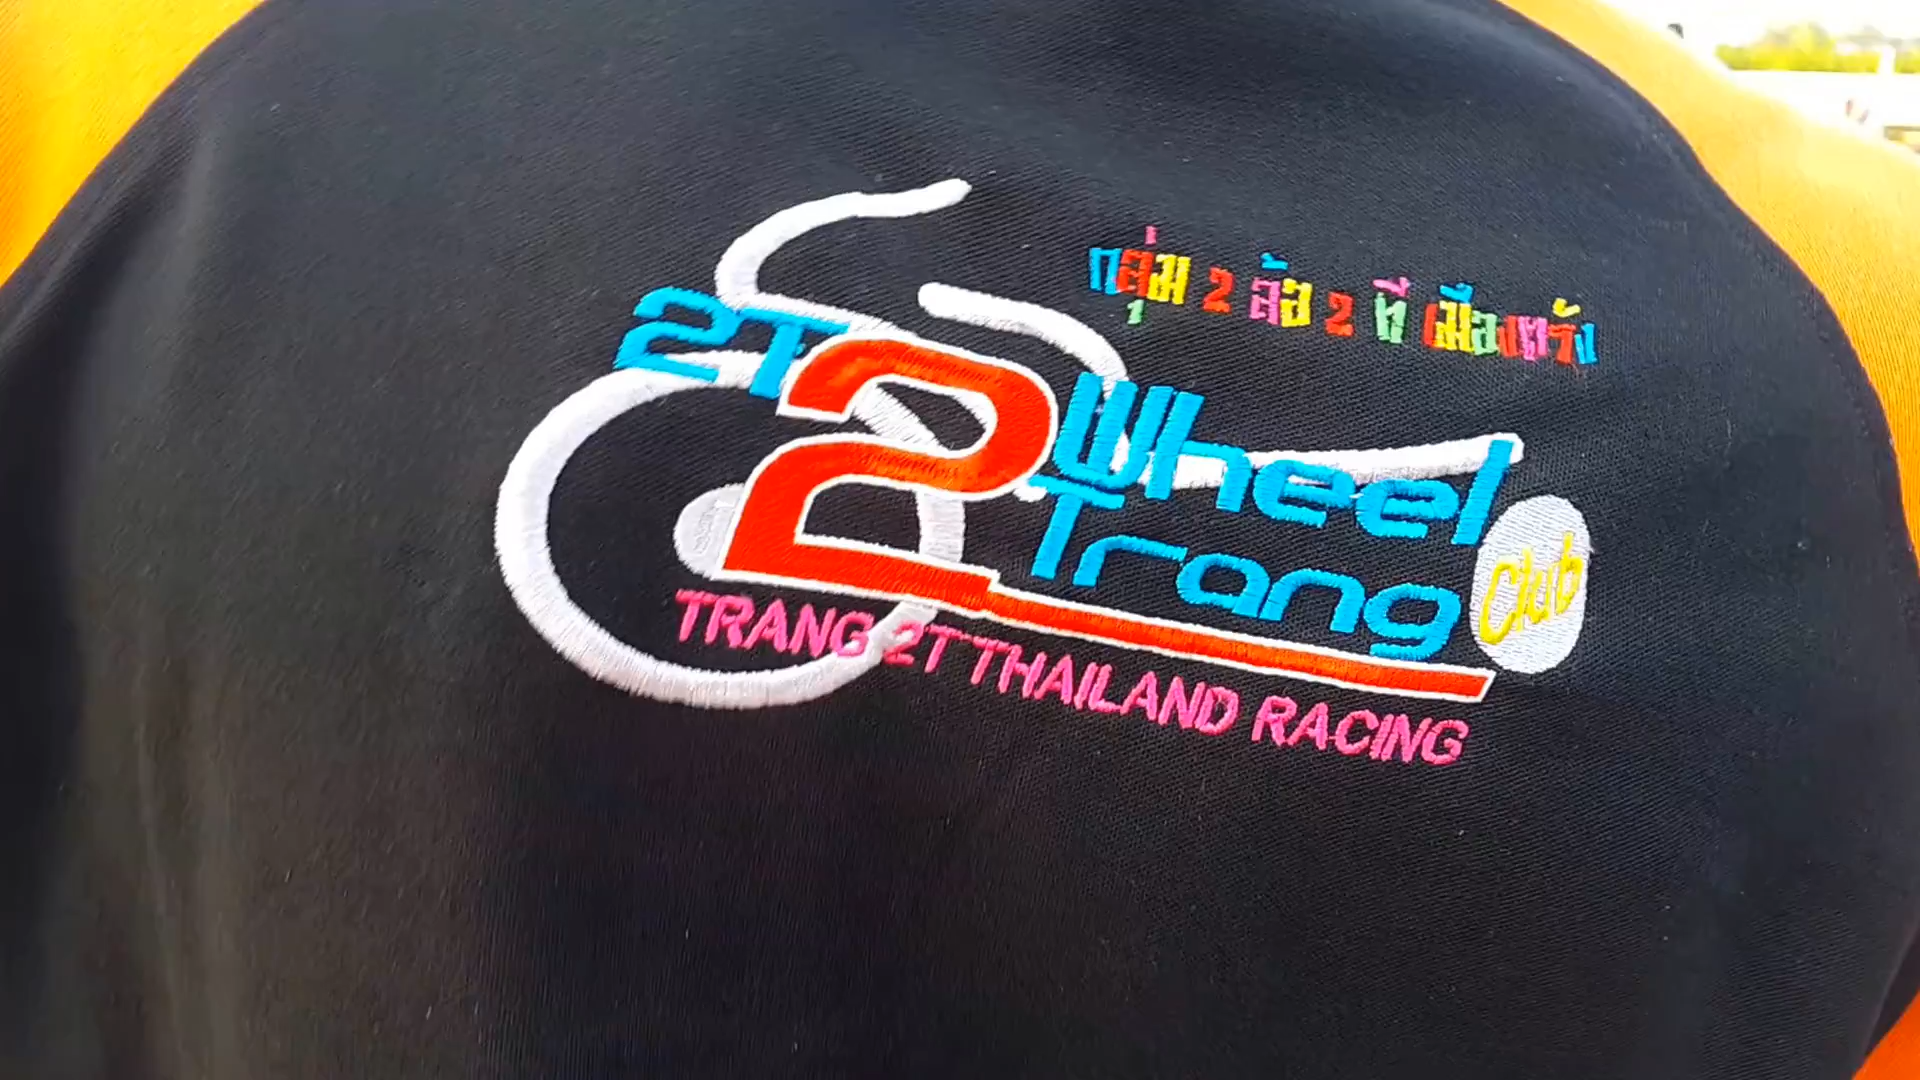 กลุ่ม 2 ล้อ 2 ที เมืองตรัง
2T 2 Wheel
Trang Club
TRANG 2T THAILAND RACING